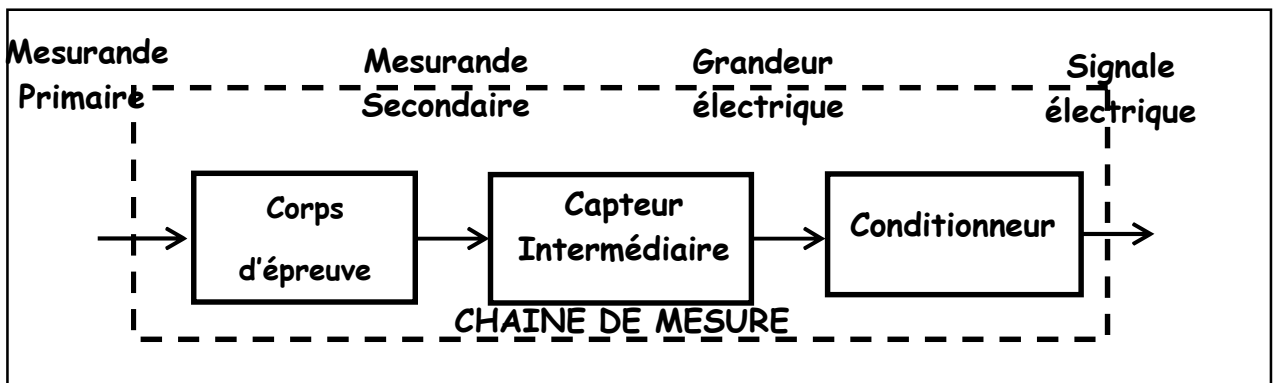 Mesurande
Primaire
Mesurande
Secondaire
Grandeur
électrique
Signale
électrique
Corps
d'épreuve
Capteur
Intermédiaire
Conditionneur
CHAINE DE MESURE